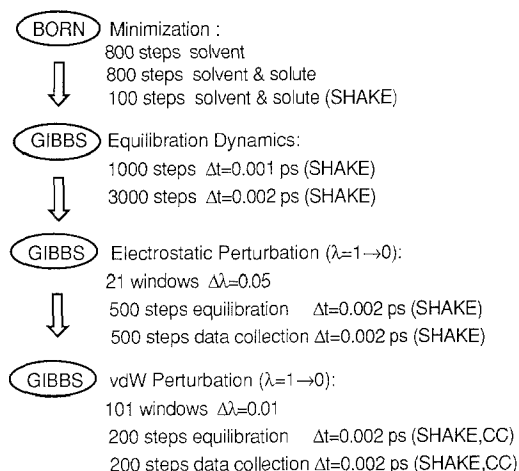 BORN Minimization :
800 steps solvent
800 steps solvent & solute
100 steps solvent & solute (SHAKE)
GIBBS Equilibration Dynamics:
1000 steps Δt=0.001 ps (SHAKE)
3000 steps Δt=0.002 ps (SHAKE)
GIBBS Electrostatic Perturbation (λ=1→0):
21 windows Δλ=0.05
500 steps equilibration Δt=0.002 ps (SHAKE)
500 steps data collection Δt=0.002 ps (SHAKE)
GIBBS vdW Perturbation (λ=1→0):
101 windows Δλ=0.01
200 steps equilibration Δt=0.002 ps (SHAKE,CC)
200 steps data collection Δt=0.002 ps (SHAKE,CC)